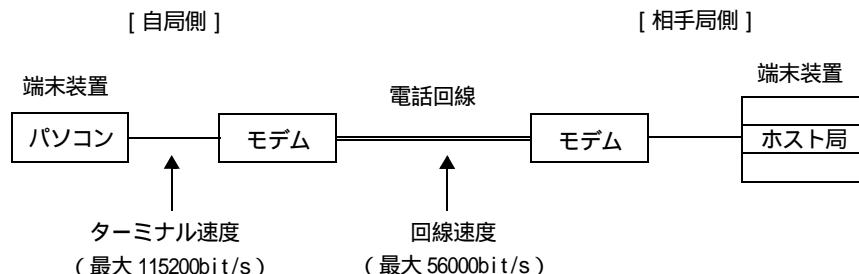 [ 自局側 ]
[ 相手局側 ]
端末装置
電話回線
端末装置
パソコン
モデム
モデム
ホスト局
ターミナル速度
回線速度
( 最大 115200bit/s )
( 最大 56000bit/s )